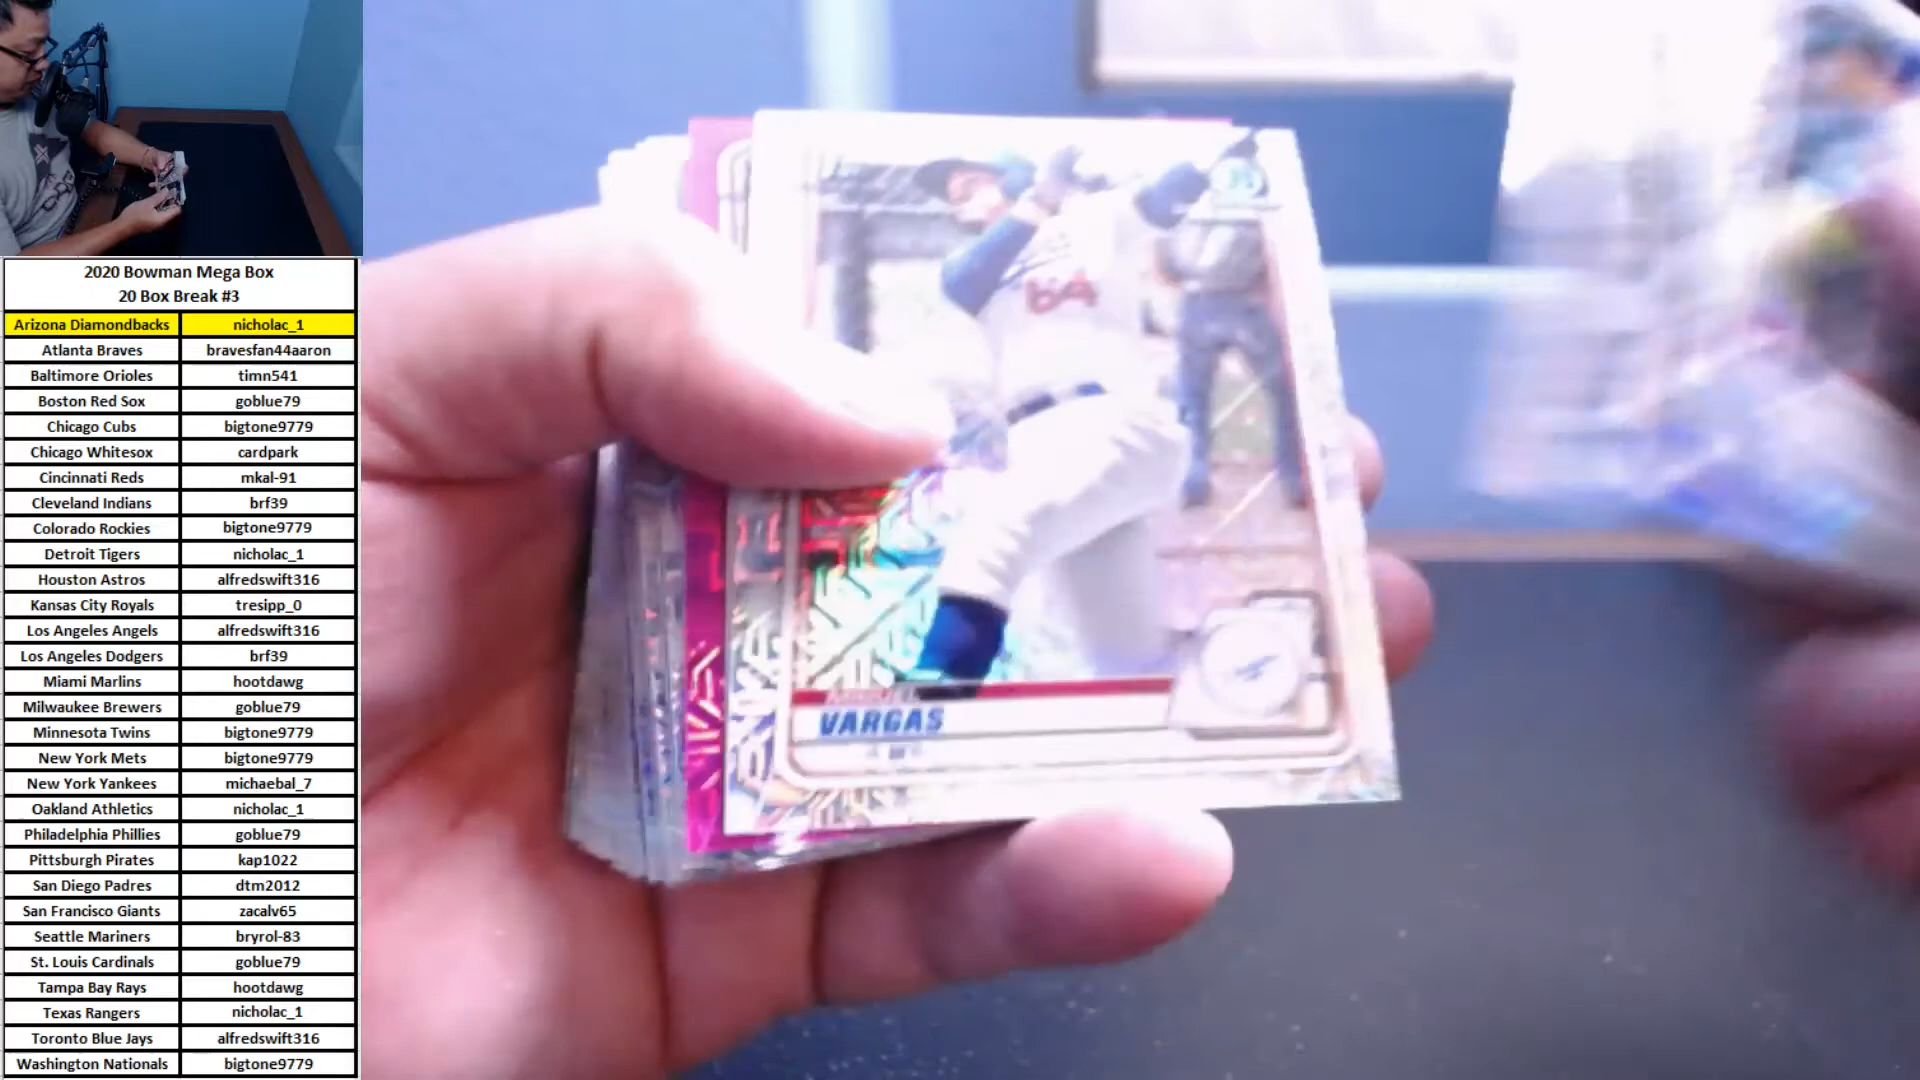 2020 Bowman Mega Box
20 Box Break #3
Arizona Diamondbacks nicholac_1
Atlanta Braves bravesfan44aaron
Baltimore Orioles timn541
Boston Red Sox goblue79
Chicago Cubs bigtone9779
Chicago Whitesox cardpark
Cincinnati Reds mkal-91
Cleveland Indians brf39
Colorado Rockies bigtone9779
Detroit Tigers nicholac_1
Houston Astros alfredswift316
Kansas City Royals tresipp_0
Los Angeles Angels alfredswift316
Los Angeles Dodgers brf39
Miami Marlins hootdawg
Milwaukee Brewers goblue79
Minnesota Twins bigtone9779
New York Mets bigtone9779
New York Yankees michaebal_7
Oakland Athletics nicholac_1
Philadelphia Phillies goblue79
Pittsburgh Pirates kap1022
San Diego Padres dtm2012
San Francisco Giants zacalv65
Seattle Mariners bryrol-83
St. Louis Cardinals goblue79
Tampa Bay Rays hootdawg
Texas Rangers nicholac_1
Toronto Blue Jays alfredswift316
Washington Nationals bigtone9779
64
VARGAS